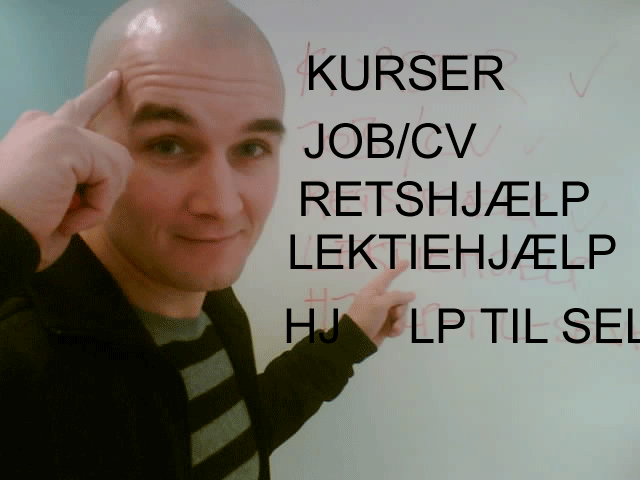 KURSER
JOB/CV
RETSHJÆLP
LEKTIEHJÆLP
HJ LP TIL SEL